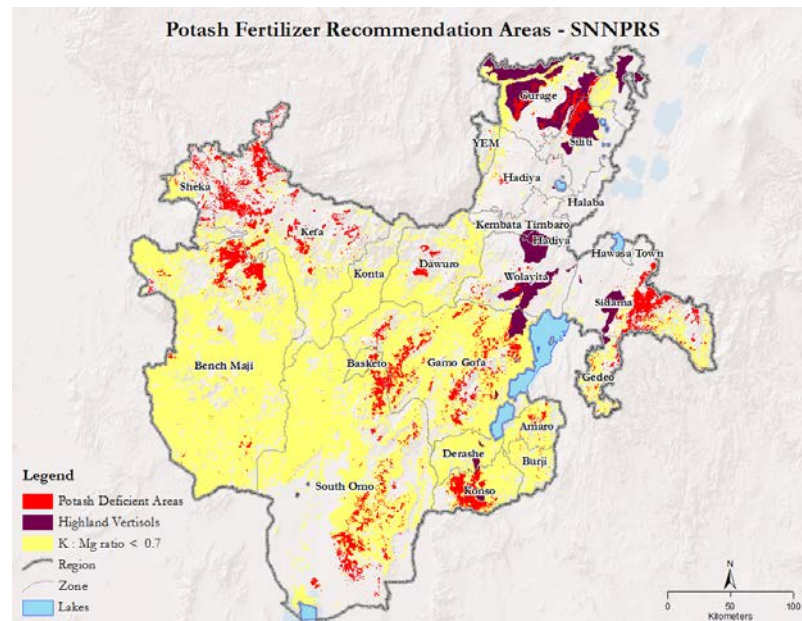 Potash Fertilizer Recommendation Areas - SNNPRS
Gurage
Siliti
YEM
Hadiya
Halaba
Sheka
Kefa
Kembata Timbaro
Hadiya
Hawasa Town
Konta
Dawuro
Wolayita
Sidama
Bench Maji
Basketo
Gamo Gofa
Gedeo
Amaro
Derashe
Burji
South Omo
Konso
Legend
Potash Deficient Areas
Highland Vertisols
K : Mg ratio < 0.7
Region
Zone
Lakes
N
0 50 100
Kilometers